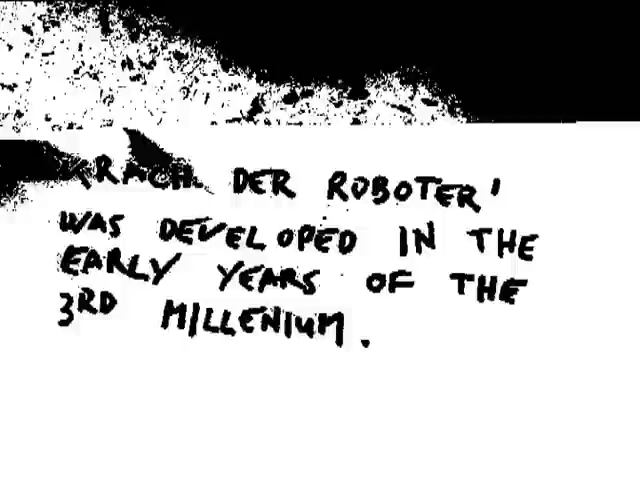 KRACH DER ROBOTER'
WAS DEVELOPED IN THE
EARLY YEARS OF THE
3RD MILLENIUM.